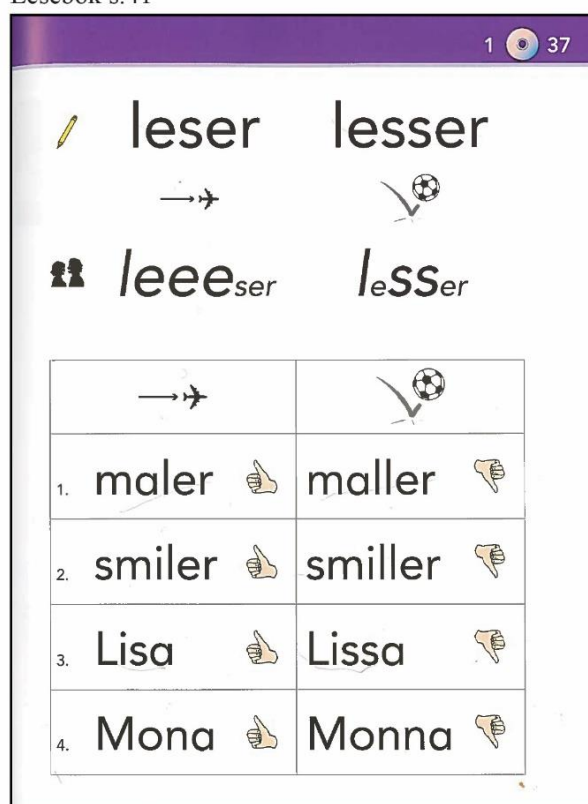 Lesebok s.41
1 37
leser lesser
leeeser lesser
1. maler maller
2. smiler smiller
3. Lisa Lissa
4. Mona Monna